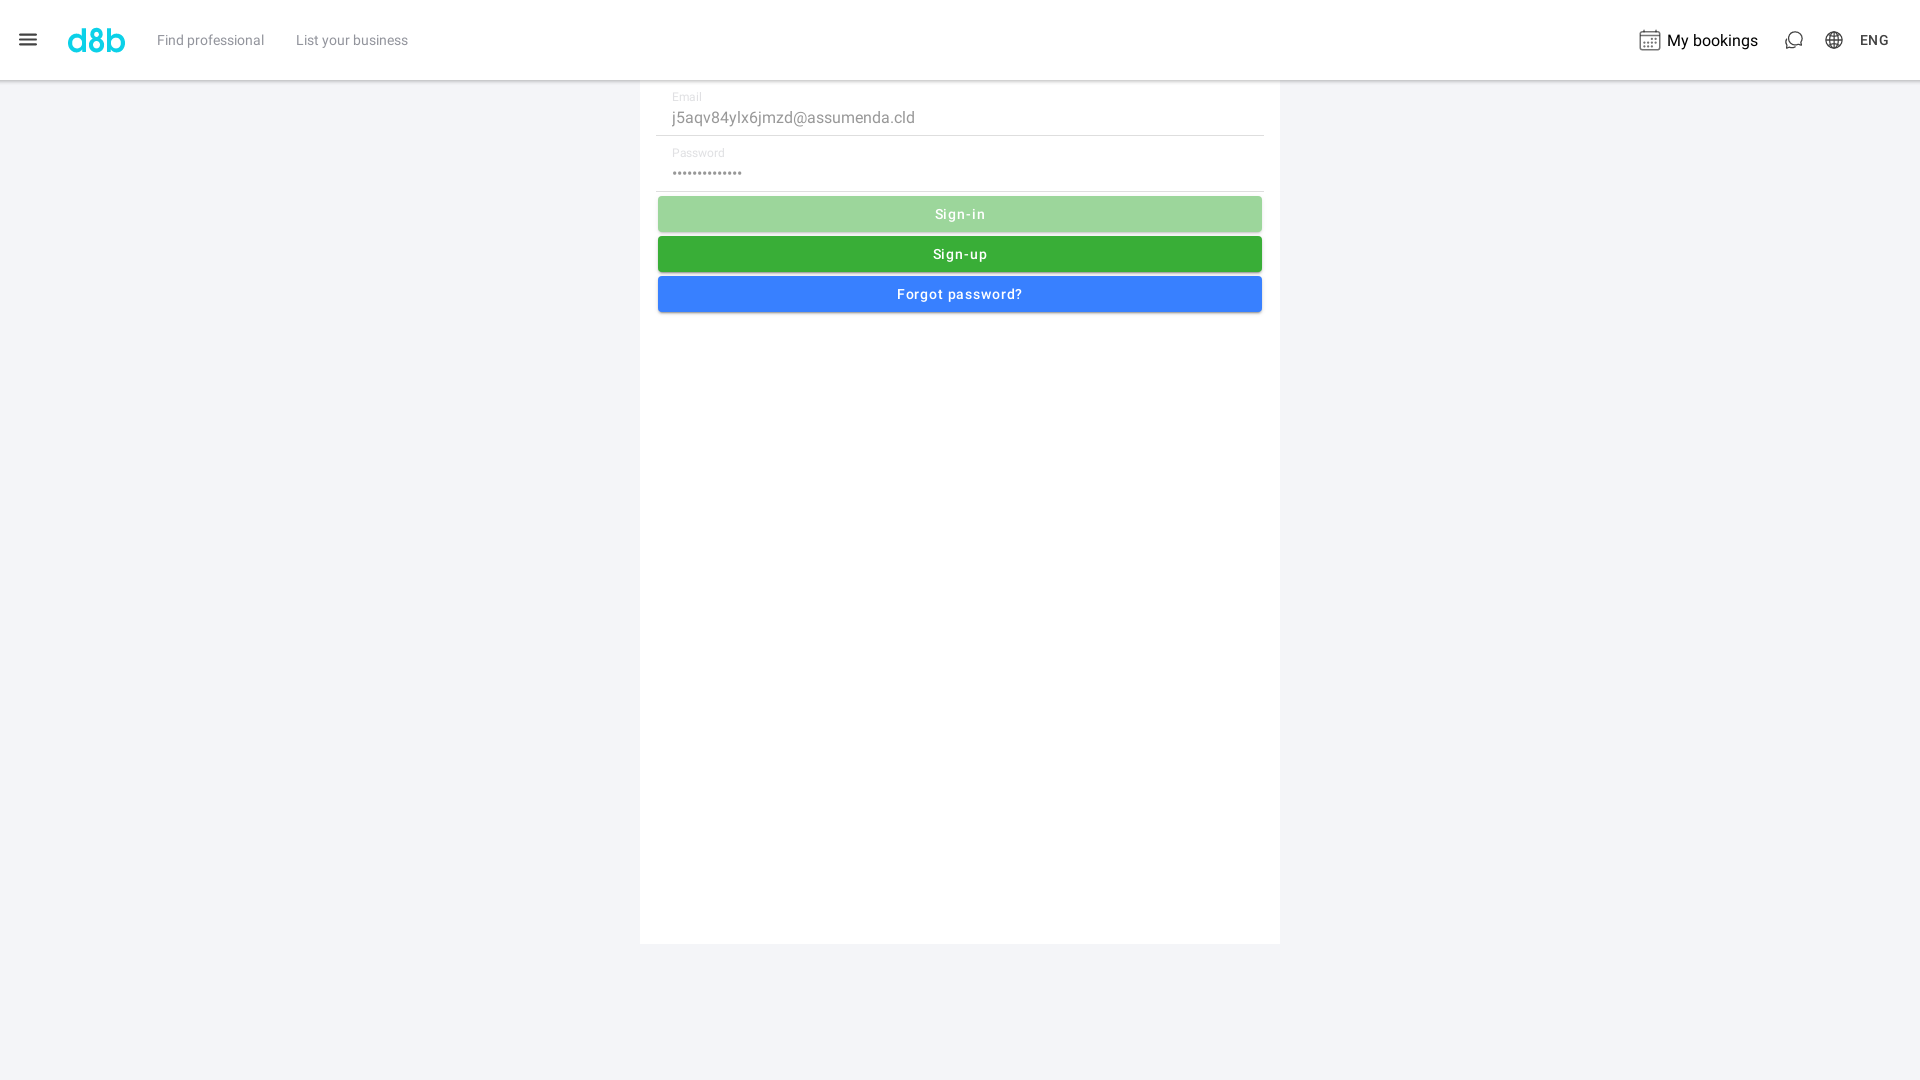 d8b
Find professional
List your business
My bookings
ENG
Email
j5aqv84ylx6jmzd@assumenda.cld
Password
••••••••••••••
Sign-in
Sign-up
Forgot password?